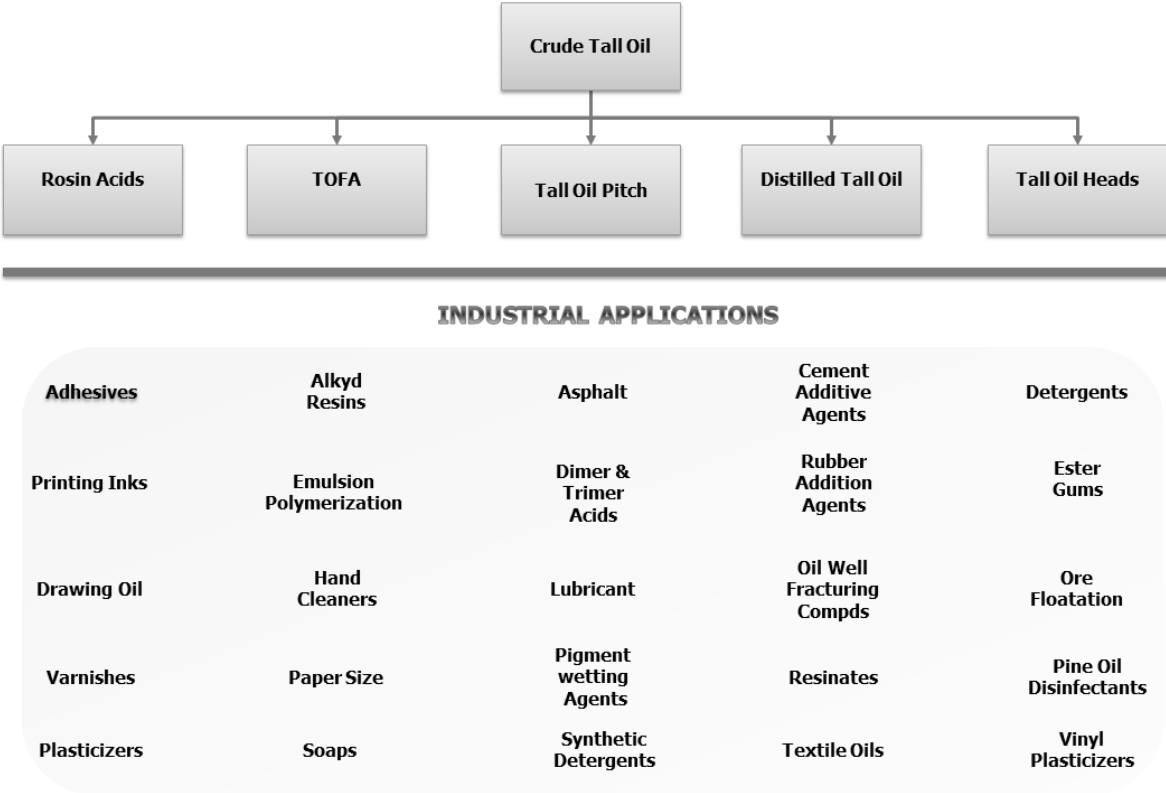 Crude Tall Oil
Rosin Acids
TOFA
Tall Oil Pitch
Distilled Tall Oil
Tall Oil Heads
INDUSTRIAL APPLICATIONS
Adhesives
Alkyd
Resins
Asphalt
Cement
Additive
Agents
Detergents
Printing Inks
Emulsion
Polymerization
Dimer &
Trimer
Acids
Rubber
Addition
Agents
Ester
Gums
Drawing Oil
Hand
Cleaners
Lubricant
Oil Well
Fracturing
Compds
Ore
Floatation
Varnishes
Paper Size
Pigment
wetting
Agents
Resinates
Pine Oil
Disinfectants
Plasticizers
Soaps
Synthetic
Detergents
Textile Oils
Vinyl
Plasticizers